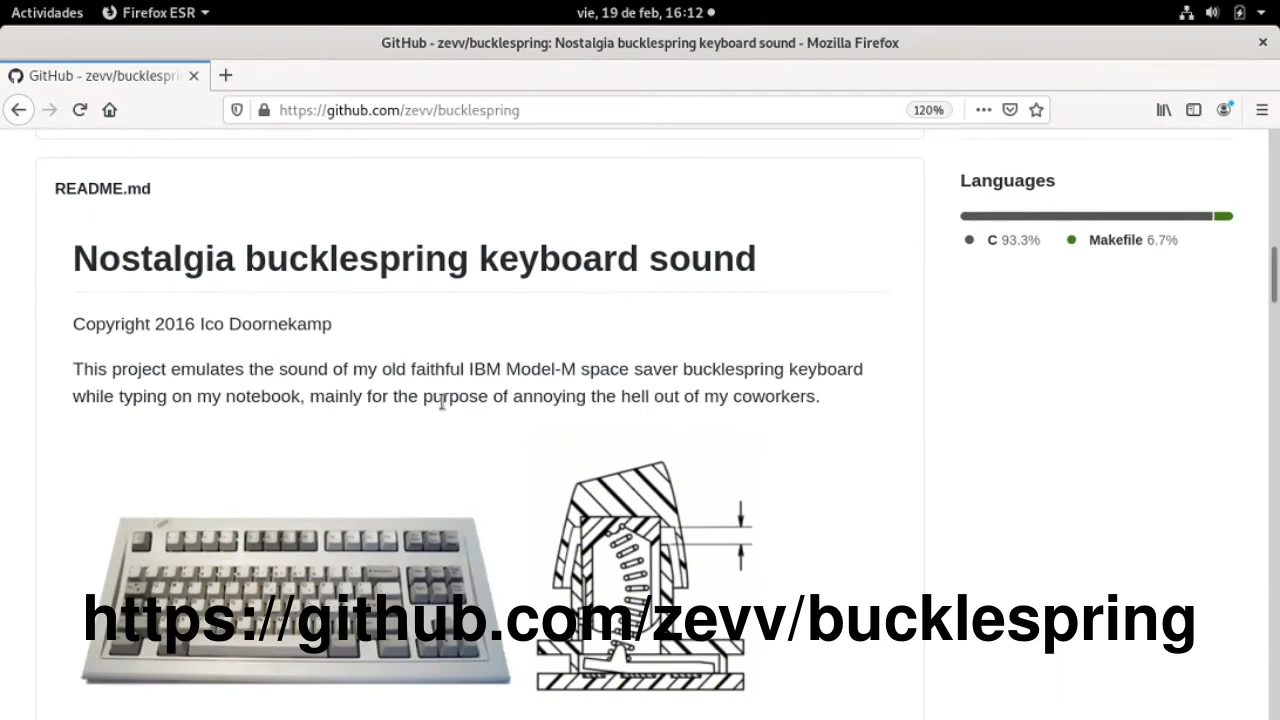 Actividades Firefox ESR vie, 19 de feb, 16:12
GitHub - zevv/bucklespring: Nostalgia bucklespring keyboard sound - Mozilla Firefox
GitHub - zevv/bucklespri
https://github.com/zevv/bucklespring 120%
README.md
Nostalgia bucklespring keyboard sound
Copyright 2016 Ico Doornekamp
This project emulates the sound of my old faithful IBM Model-M space saver bucklespring keyboard
while typing on my notebook, mainly for the purpose of annoying the hell out of my coworkers.
Languages
C 93.3% Makefile 6.7%
https://github.com/zevv/bucklespring